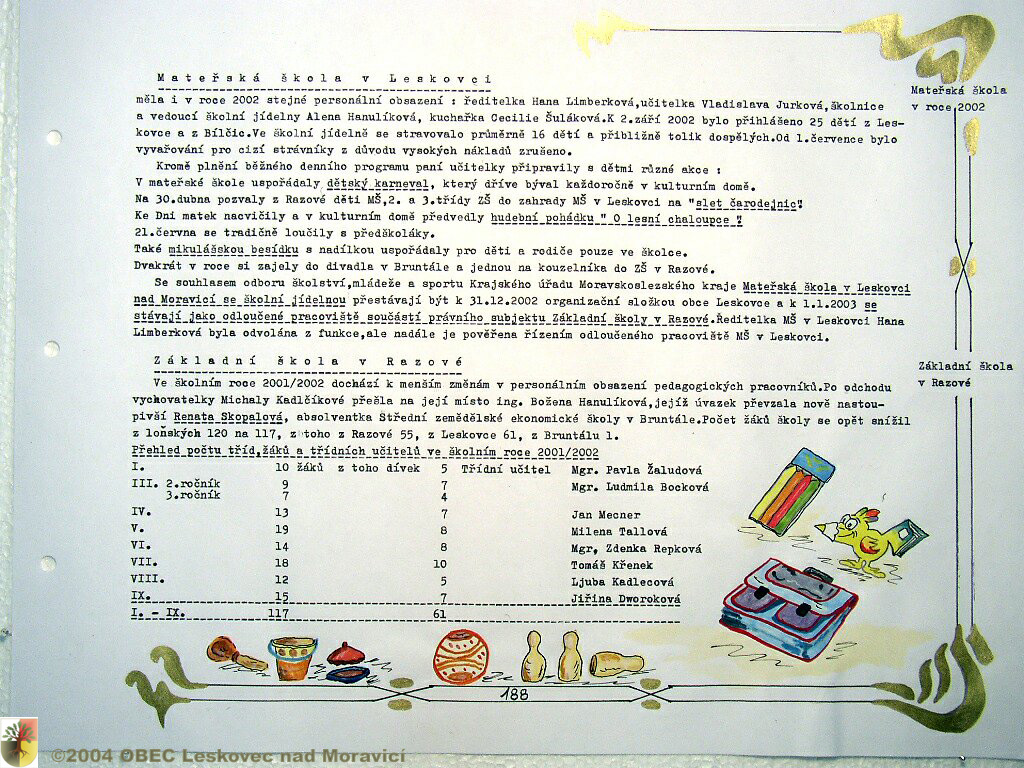 M a t e ř s k á   š k o l a   v   L e s k o v c i
měla i v roce 2002 stejné personální obsazení : ředitelka Hana Limberková,učitelka Vladislava Jurková,školnice
a vedoucí školní jídelny Alena Hanulíková, kuchařka Cecilie Šuláková.K 2.září 2002 bylo přihlášeno 25 dětí z Les-
kovce a z Bílčic.Ve školní jídelně se stravovalo průměrně 16 dětí a přibližně tolik dospělých.Od 1.července bylo
vyvařování pro cizí strávníky z důvodu vysokých nákladů zrušeno.
Kromě plnění běžného denního programu paní učitelky připravily s dětmi různé akce :
V mateřské škole uspořádaly dětský karneval, který dříve býval každoročně v kulturním domě.
Na 30.dubna pozvaly z Razové děti MŠ,2. a 3.třídy ZŠ do zahrady MŠ v Leskovci na "slet čarodejnic"!
Ke Dni matek nacvičily a v kulturním domě předvedly hudební pohádku " O lesní chaloupce "!
21.června se tradičně loučily s předškoláky.
Také mikulášskou besídku s nadílkou uspořádaly pro děti a rodiče pouze ve školce.
Dvakrát v roce si zajely do divadla v Bruntále a jednou na kouzelníka do ZŠ v Razové.
Se souhlasem odboru školství,mládeže a sportu Krajského úřadu Moravskoslezského kraje Mateřská škola v Leskovci
nad Moravicí se školní jídelnou přestávají být k 31.12.2002 organizační složkou obce Leskovce a k 1.1.2003 se
stávají jako odloučené pracoviště součástí právního subjektu Základní školy v Razové.Ředitelka MŠ v Leskovci Hana
Limberková byla odvolána z funkce,ale nadále je pověřena řízením odloučeného pracoviště MŠ v Leskovci.
Mateřská škola
v roce 2002
Z á k l a d n í   š k o l a   v   R a z o v é
Ve školním roce 2001/2002 dochází k menším změnám v personálním obsazení pedagogických pracovníků.Po odchodu
vychovatelky Michaly Kadlčíkové přešla na její místo ing. Božena Hanulíková,jejíž úvazek převzala nově nastou-
pivší Renata Skopalová, absolventka Střední zemědělské ekonomické školy v Bruntále.Počet žáků školy se opět snížil
z loňských 120 na 117, z toho z Razové 55, z Leskovce 61, z Bruntálu 1.
Základní škola
v Razové
Přehled počtu tříd,žáků a třídních učitelů ve školním roce 2001/2002
I. 10 žáků z toho dívek 5 Třídní učitel Mgr. Pavla Žaludová
III. 2.ročník 9 7 Mgr. Ludmila Bocková
3.ročník 7 4
IV. 13 7 Jan Mecner
V. 19 8 Milena Tallová
VI. 14 8 Mgr. Zdenka Repková
VII. 18 10 Tomáš Křenek
VIII. 12 5 Ljuba Kadlecová
IX. 15 7 Jiřina Dworoková
I. - IX. 117 61
188
©2004 OBEC Leskovec nad Moravicí